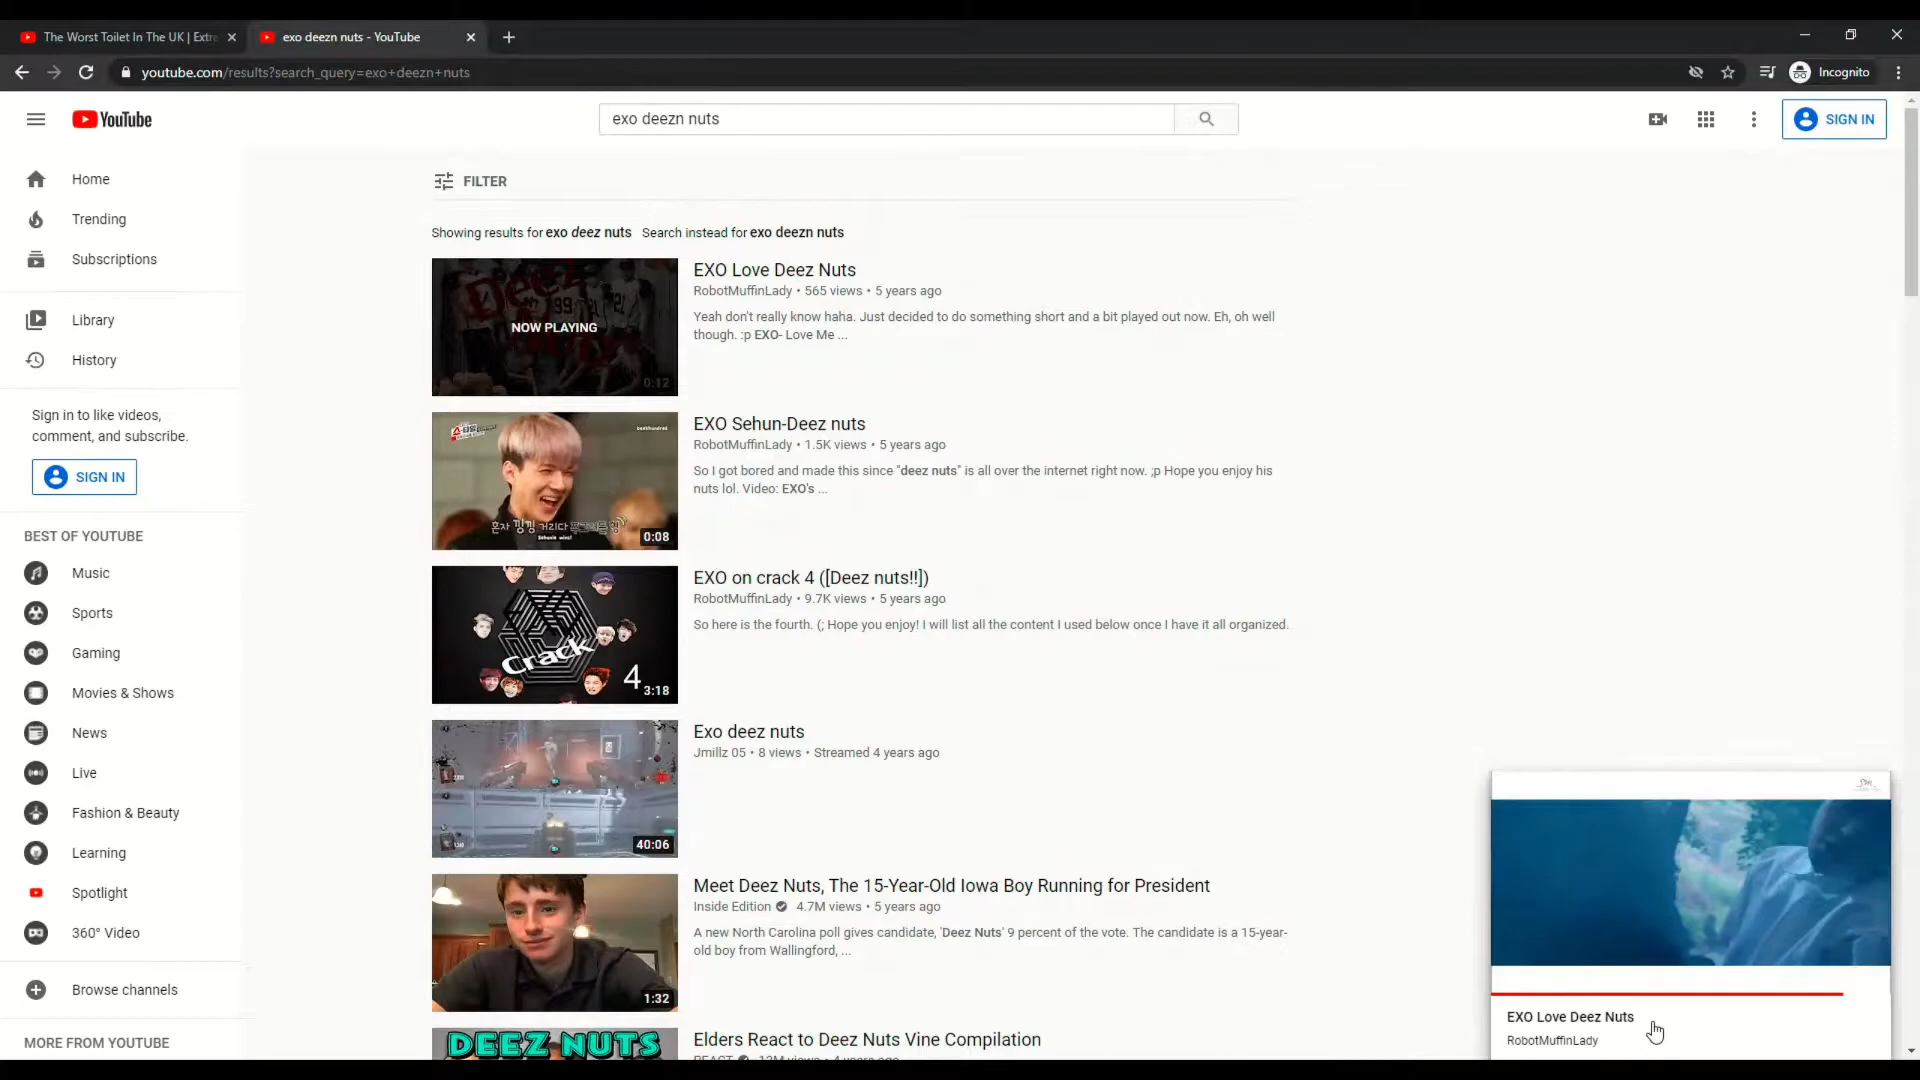 The Worst Toilet In The UK | Extre
exo deezn nuts - YouTube
youtube.com/results?search_query=exo+deezn+nuts
Incognito
YouTube
exo deezn nuts
SIGN IN
Home
Trending
Subscriptions
Library
History
Sign in to like videos,
comment, and subscribe.
SIGN IN
BEST OF YOUTUBE
Music
Sports
Gaming
Movies & Shows
News
Live
Fashion & Beauty
Learning
Spotlight
360° Video
Browse channels
MORE FROM YOUTUBE
FILTER
Showing results for exo deez nuts Search instead for exo deezn nuts
NOW PLAYING
0:12
EXO Love Deez Nuts
RobotMuffinLady • 565 views • 5 years ago
Yeah don't really know haha. Just decided to do something short and a bit played out now. Eh, oh well
though. :p EXO- Love Me ...
0:08
EXO Sehun-Deez nuts
RobotMuffinLady • 1.5K views • 5 years ago
So I got bored and made this since "deez nuts" is all over the internet right now. ;p Hope you enjoy his
nuts lol. Video: EXO's ...
Crack
4
3:18
EXO on crack 4 ([Deez nuts!!])
RobotMuffinLady • 9.7K views • 5 years ago
So here is the fourth. (; Hope you enjoy! I will list all the content I used below once I have it all organized.
40:06
Exo deez nuts
Jmillz 05 • 8 views • Streamed 4 years ago
1:32
Meet Deez Nuts, The 15-Year-Old Iowa Boy Running for President
Inside Edition 4.7M views • 5 years ago
A new North Carolina poll gives candidate, 'Deez Nuts' 9 percent of the vote. The candidate is a 15-year-
old boy from Wallingford, ...
DEEZ NUTS
Elders React to Deez Nuts Vine Compilation
EXO Love Deez Nuts
RobotMuffinLady